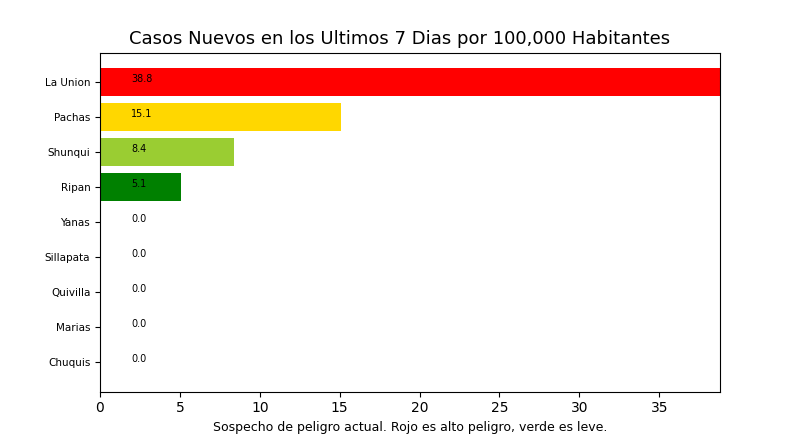 Casos Nuevos en los Ultimos 7 Dias por 100,000 Habitantes
La Union 38.8
Pachas 15.1
Shunqui 8.4
Ripan 5.1
Yanas 0.0
Sillapata 0.0
Quivilla 0.0
Marias 0.0
Chuquis 0.0
0 5 10 15 20 25 30 35
Sospecho de peligro actual. Rojo es alto peligro, verde es leve.